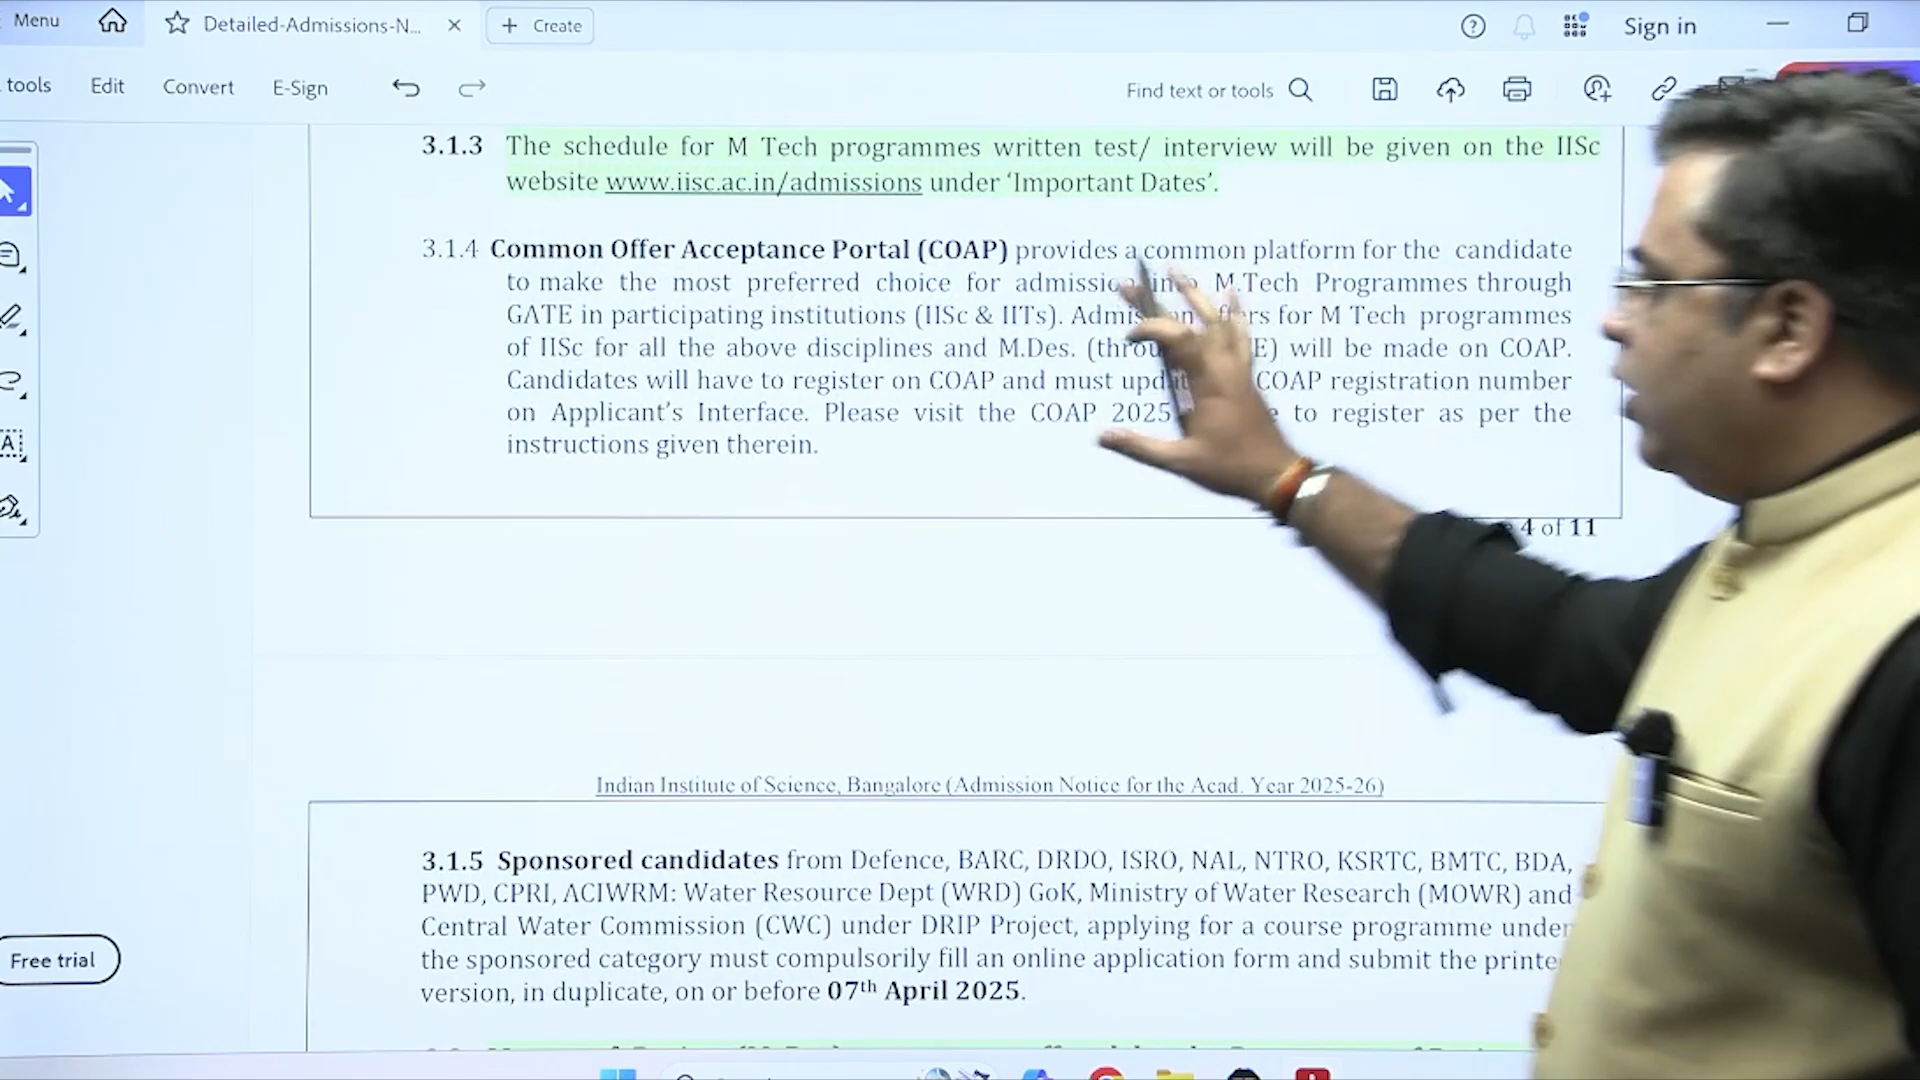 Menu
Detailed-Admissions-N...
Create
Sign in
tools
Edit
Convert
E-Sign
Find text or tools
3.1.3 The schedule for M Tech programmes written test/ interview will be given on the IISc
website www.iisc.ac.in/admissions under ‘Important Dates’.
3.1.4 Common Offer Acceptance Portal (COAP) provides a common platform for the candidate
to make the most preferred choice for admission M.Tech Programmes through
GATE in participating institutions (IISc & IITs). for M Tech programmes
of IISc for all the above disciplines and M.Des. will be made on COAP.
Candidates will have to register on COAP and must COAP registration number
on Applicant’s Interface. Please visit the COAP 2025 to register as per the
instructions given therein.
4 of 11
Indian Institute of Science, Bangalore (Admission Notice for the Acad. Year 2025-26)
3.1.5 Sponsored candidates from Defence, BARC, DRDO, ISRO, NAL, NTRO, KSRTC, BMTC, BDA,
PWD, CPRI, ACIWRM: Water Resource Dept (WRD) GoK, Ministry of Water Research (MOWR) and
Central Water Commission (CWC) under DRIP Project, applying for a course programme under
the sponsored category must compulsorily fill an online application form and submit the
version, in duplicate, on or before 07th April 2025.
Free trial